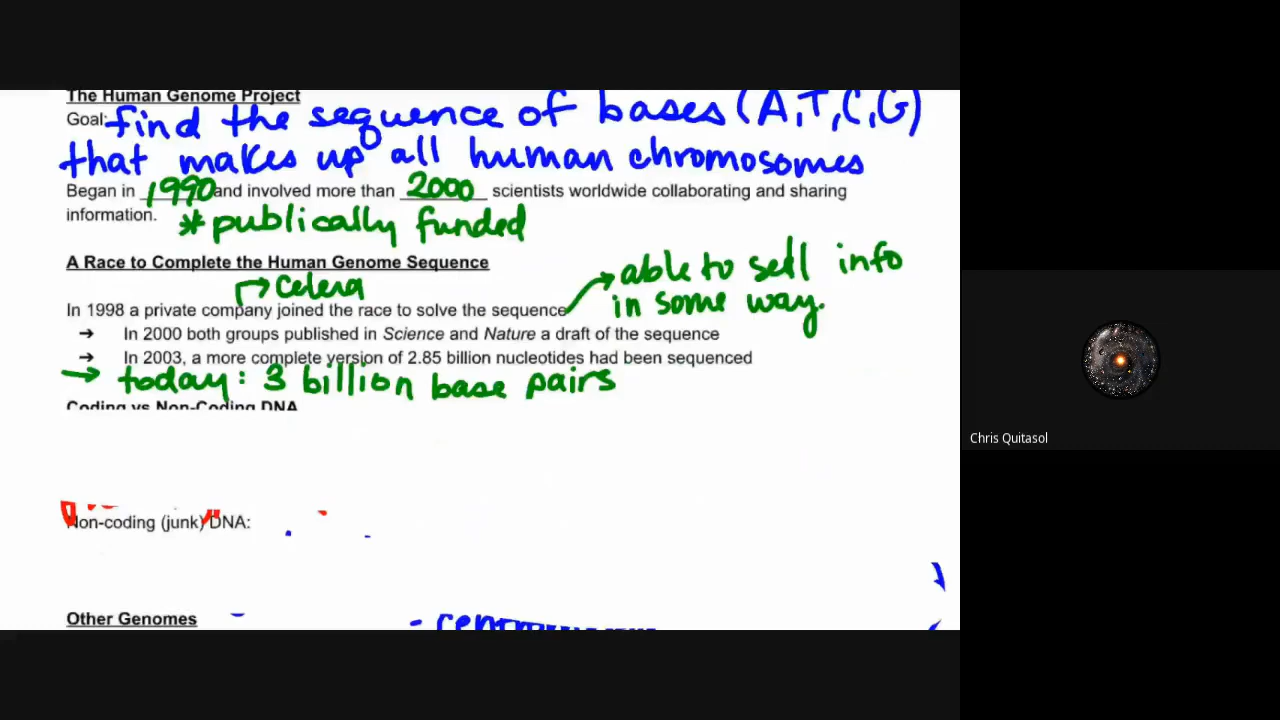 The Human Genome Project
Goal: find the sequence of bases (A,T,C,G)
that makes up all human chromosomes
Began in 1990 and involved more than 2000 scientists worldwide collaborating and sharing
information.
* publically funded
A Race to Complete the Human Genome Sequence
→ able to sell info
in some way.
→ Celera
In 1998 a private company joined the race to solve the sequence
➔ In 2000 both groups published in Science and Nature a draft of the sequence
➔ In 2003, a more complete version of 2.85 billion nucleotides had been sequenced
→ today: 3 billion base pairs
Coding vs Non-Coding DNA
Non-coding (junk) DNA:
Other Genomes
Chris Quitasol